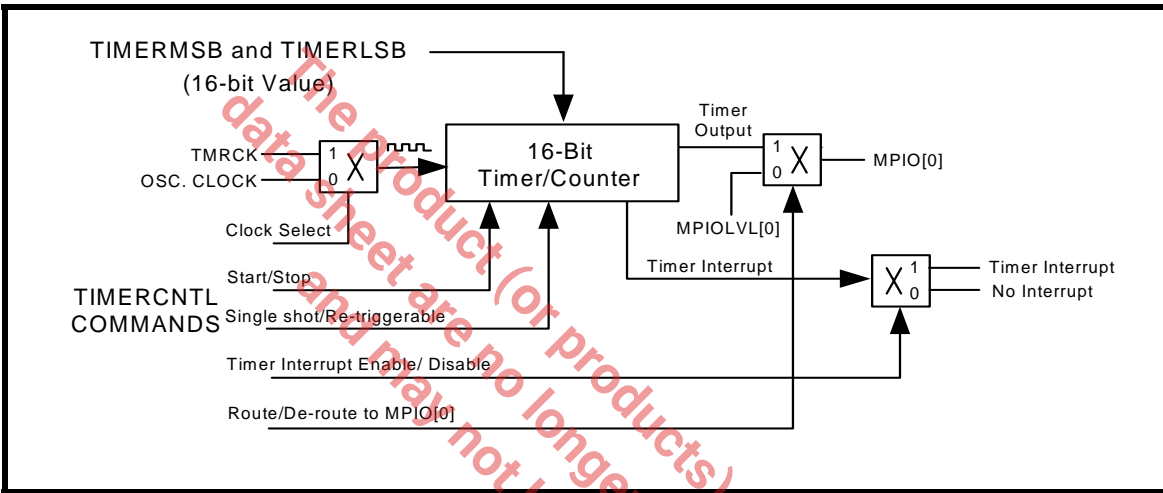 TIMERMSB and TIMERLSB
(16-bit Value)
TMRCK
OSC. CLOCK
1
0
X
Clock Select
16-Bit
Timer/Counter
Timer
Output
1
0
X
MPIO[0]
MPIOLVL[0]
TIMERCNTL
COMMANDS
Start/Stop
Single shot/Re-triggerable
Timer Interrupt
X
1
0
Timer Interrupt
No Interrupt
Timer Interrupt Enable/ Disable
Route/De-route to MPIO[0]
The product (or products)
data sheet are no longer
and may not